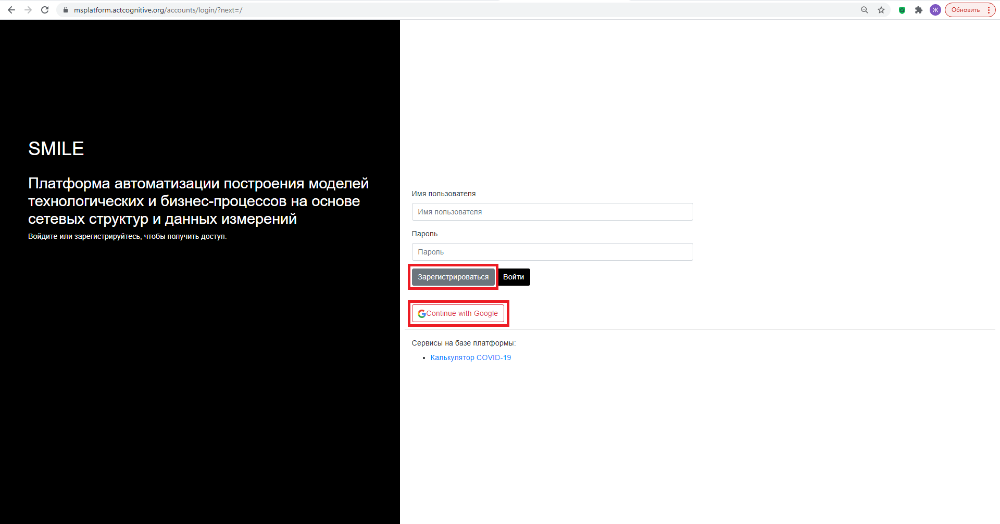 msplatform.actcognitive.org/accounts/login/?next=/
Ж
Обновить
SMILE
Платформа автоматизации построения моделей
технологических и бизнес-процессов на основе
сетевых структур и данных измерений
Войдите или зарегистрируйтесь, чтобы получить доступ.
Имя пользователя
Имя пользователя
Пароль
Пароль
Зарегистрироваться
Войти
Continue with Google
Сервисы на базе платформы:
Калькулятор COVID-19